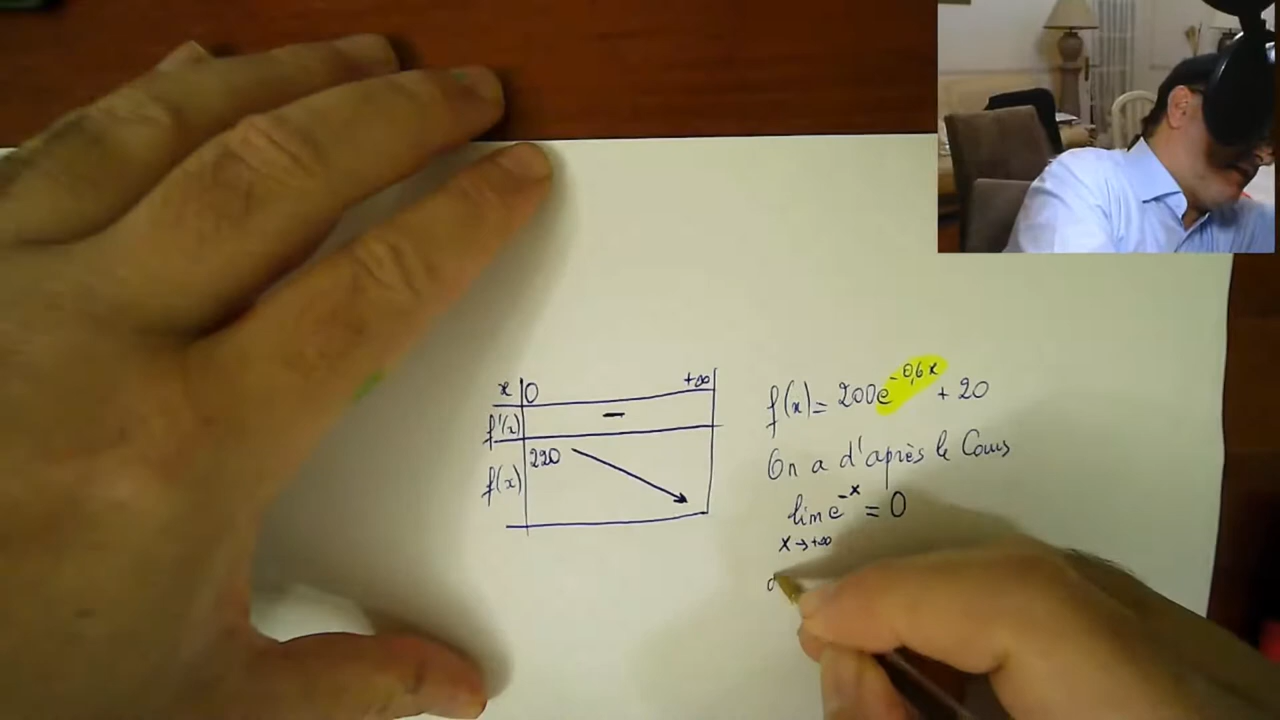 x 0 +∞
f'(x) −
f(x) 220
f(x) = 200e^-0,6x + 20
On a d'après le Cours
lim e^-x = 0
x → +∞
d